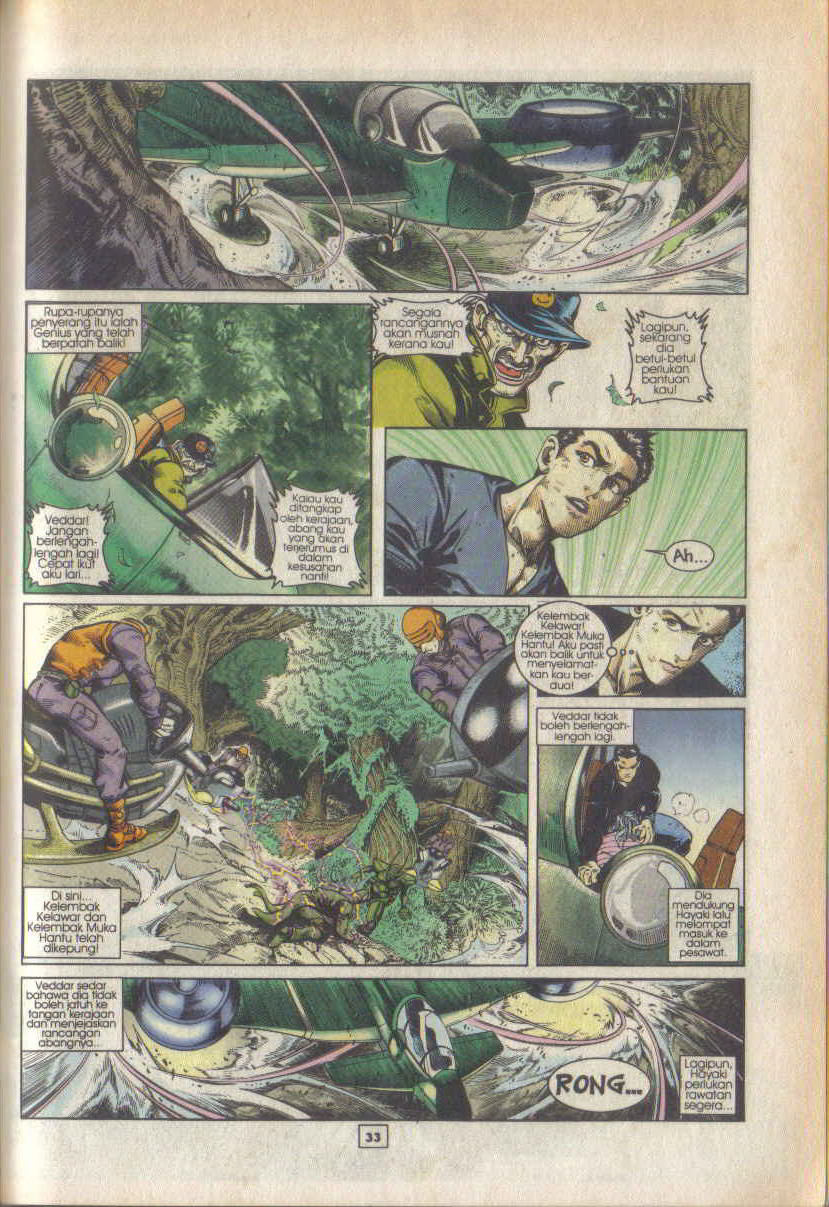 Rupa-rupanya
penyerang itu ialah
Genius yang telah
berpatah balik!
Veddar!
Jangan
berlengah-
lengah lagi!
Cepat ikut
aku lari...
Kalau kau
ditangkap
oleh kerajaan,
abang kau
yang akan
terjerumus di
dalam
kesusahan
nanti!
Segala
rancangannya
akan musnah
kerana kau!
Lagipun,
sekarang
dia
betul-betul
perlukan
bantuan
kau!
Ah...
Di sini...
Kelembak
Kelawar dan
Kelembak Muka
Hantu telah
dikepung!
Kelembak
Kelawar!
Kelembak Muka
Hantu! Aku pasti
akan balik untuk
menyelamat-
kan kau ber-
dua!
Veddar tidak
boleh berlengah-
lengah lagi.
Dia
mendukung
Hayaki lalu
melompat
masuk ke
dalam
pesawat.
Veddar sedar
bahawa dia tidak
boleh jatuh ke
tangan kerajaan
dan menjejaskan
rancangan
abangnya...
RONG...
Lagipun,
Hayaki
perlukan
rawatan
segera...
33